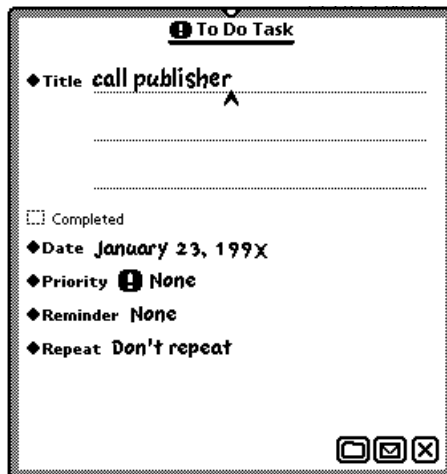 To Do Task
Title call publisher
Completed
Date January 23, 199x
Priority None
Reminder None
Repeat Don't repeat